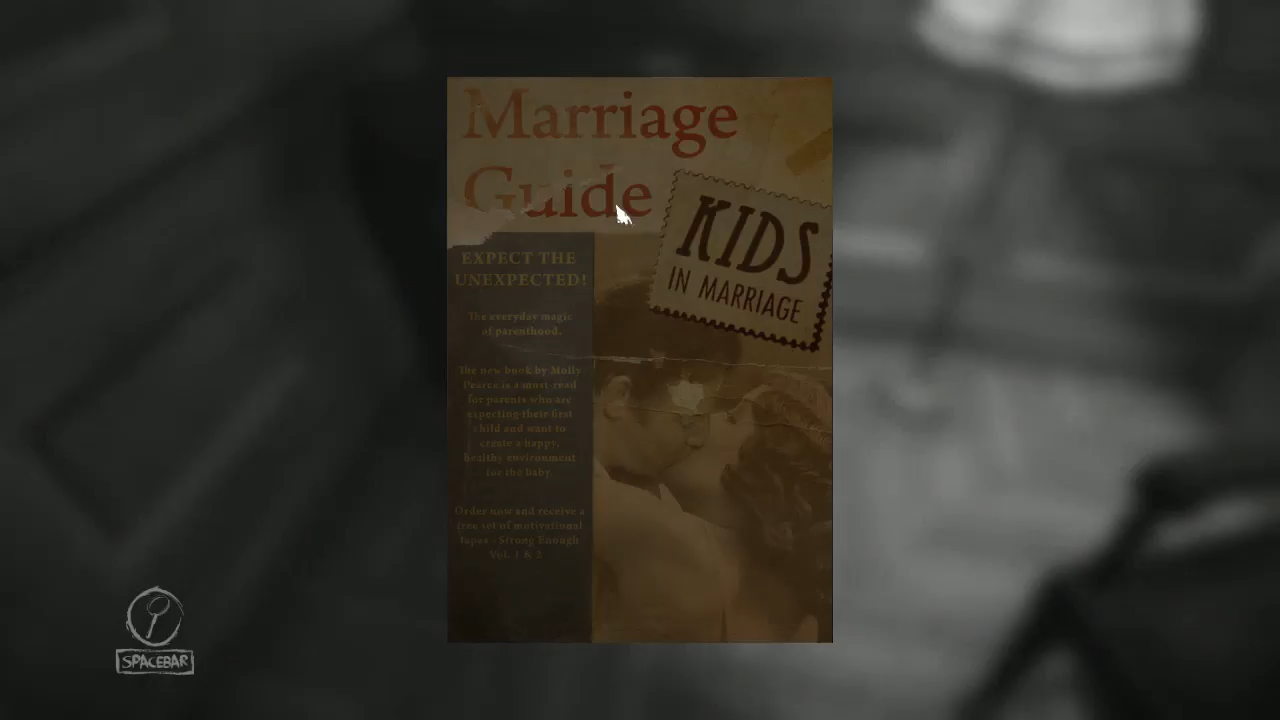 Marriage
Guide
KIDS
IN MARRIAGE
EXPECT THE
UNEXPECTED!
The everyday magic
of parenthood.
The new book by Molly
Pearce is a must-read
for parents who are
expecting their first
child and want to
create a happy,
healthy environment
for the baby.
Order now and receive a
free set of motivational
tapes - Strong Enough
Vol. 1 & 2
SPACEBAR